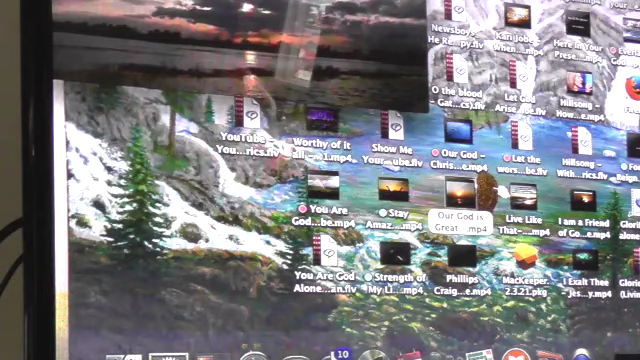 Newsboys
He Re...py.flv
Kari Jobe -
when....mp4
Here in Your
Prese...mp4
O the blood
- Gat...cs).flv
Let God
Arise...be.flv
Hillsong -
How...mp4
YouTube -
You...rics.flv
Worthy of it
all -...1.mp4
Show Me
Your...ube.flv
Our God -
Chris...e.mp4
Let the
wors...be.flv
Hillsong -
With...rics.flv
You Are
God...be.mp4
Stay
Amaz...mp4
Our God is
Great ...mp4
Live Like
That-...mp4
I am a Friend
of Go...e.mp4
You Are God
Alone...an.flv
Strength of
My Li...mp4
Phillips
Craig...e.mp4
MacKeeper.
2.3.21.pkg
I Exalt Thee
- Jes...y.mp4
10